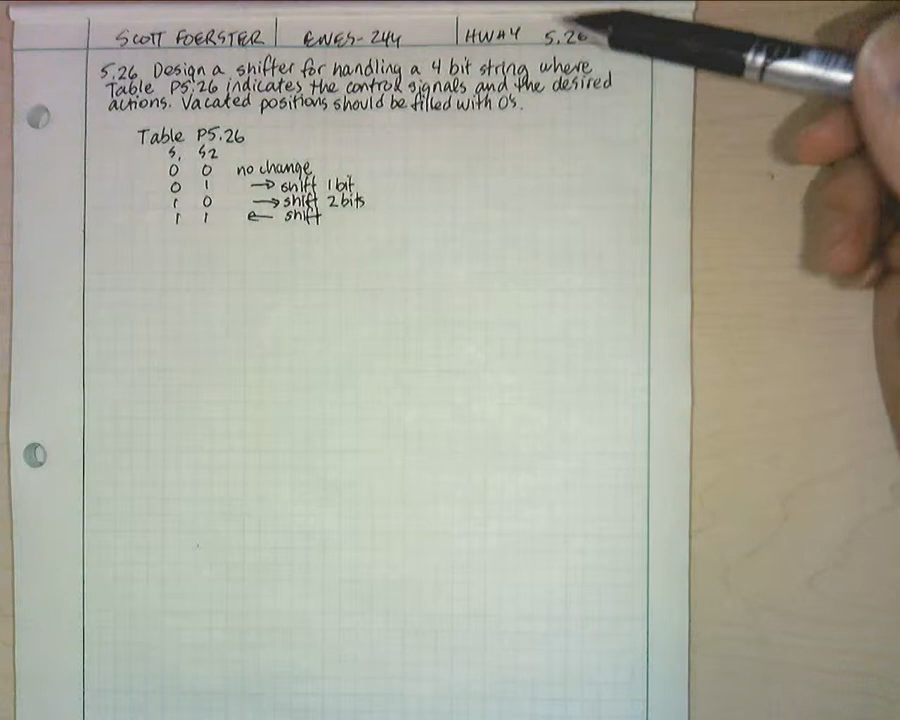 SCOTT FOERSTER ENES-244 HW#4 5.26
5.26 Design a shifter for handling a 4 bit string where
Table P5.26 indicates the control signals and the desired
actions. Vacated positions should be filled with 0's.
Table P5.26
S1 S2
0 0 no change
0 1 → shift 1 bit
1 0 → shift 2 bits
1 1 ← shift